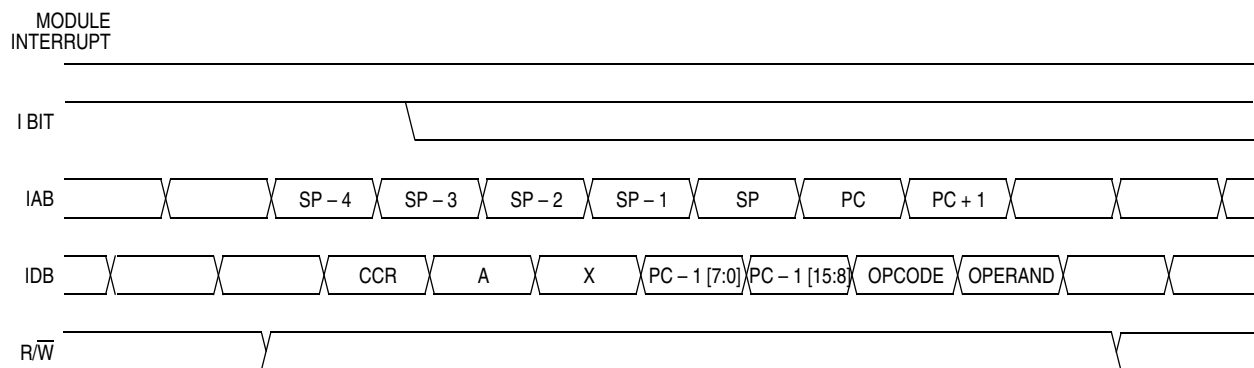 MODULE
INTERRUPT
I BIT
IAB SP – 4 SP – 3 SP – 2 SP – 1 SP PC PC + 1
IDB CCR A X PC – 1 [7:0] PC – 1 [15:8] OPCODE OPERAND
R/W̅